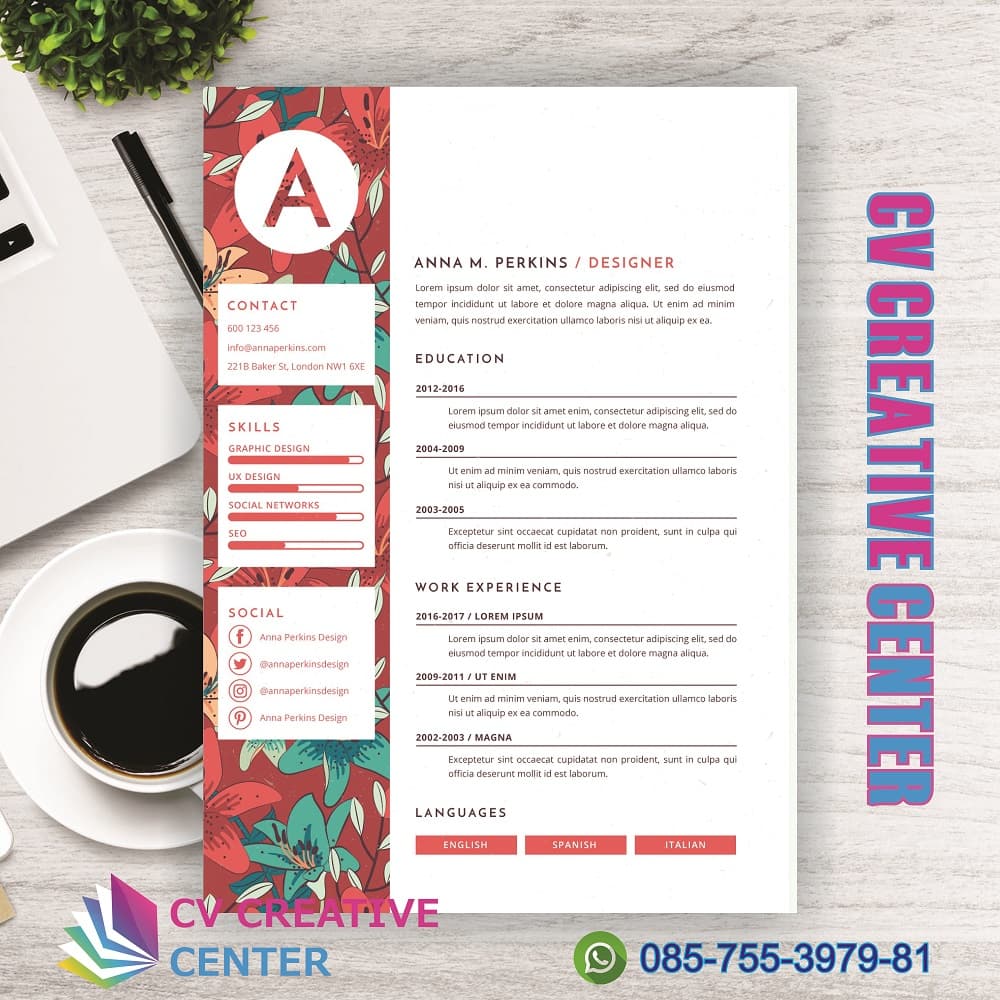 A
CONTACT
600 123 456
info@annaperkins.com
221B Baker St, London NW1 6XE
SKILLS
GRAPHIC DESIGN
UX DESIGN
SOCIAL NETWORKS
SEO
SOCIAL
Anna Perkins Design
@annaperkinsdesign
@annaperkinsdesign
Anna Perkins Design
ANNA M. PERKINS / DESIGNER
Lorem ipsum dolor sit amet, consectetur adipiscing elit, sed do eiusmod
tempor incididunt ut labore et dolore magna aliqua. Ut enim ad minim
veniam, quis nostrud exercitation ullamco laboris nisi ut aliquip ex ea.
EDUCATION
2012-2016
Lorem ipsum dolor sit amet enim, consectetur adipiscing elit, sed do
eiusmod tempor incididunt ut labore et dolore magna aliqua.
2004-2009
Ut enim ad minim veniam, quis nostrud exercitation ullamco laboris
nisi ut aliquip ex ea commodo.
2003-2005
Excepteur sint occaecat cupidatat non proident, sunt in culpa qui
officia deserunt mollit id est laborum.
WORK EXPERIENCE
2016-2017 / LOREM IPSUM
Lorem ipsum dolor sit amet enim, consectetur adipiscing elit, sed do
eiusmod tempor incididunt ut labore et dolore magna aliqua.
2009-2011 / UT ENIM
Ut enim ad minim veniam, quis nostrud exercitation ullamco laboris
nisi ut aliquip ex ea commodo.
2002-2003 / MAGNA
Excepteur sint occaecat cupidatat non proident, sunt in culpa qui
officia deserunt mollit id est laborum.
LANGUAGES
ENGLISH
SPANISH
ITALIAN
CV CREATIVE CENTER
CV CREATIVE
CENTER
085-755-3979-81